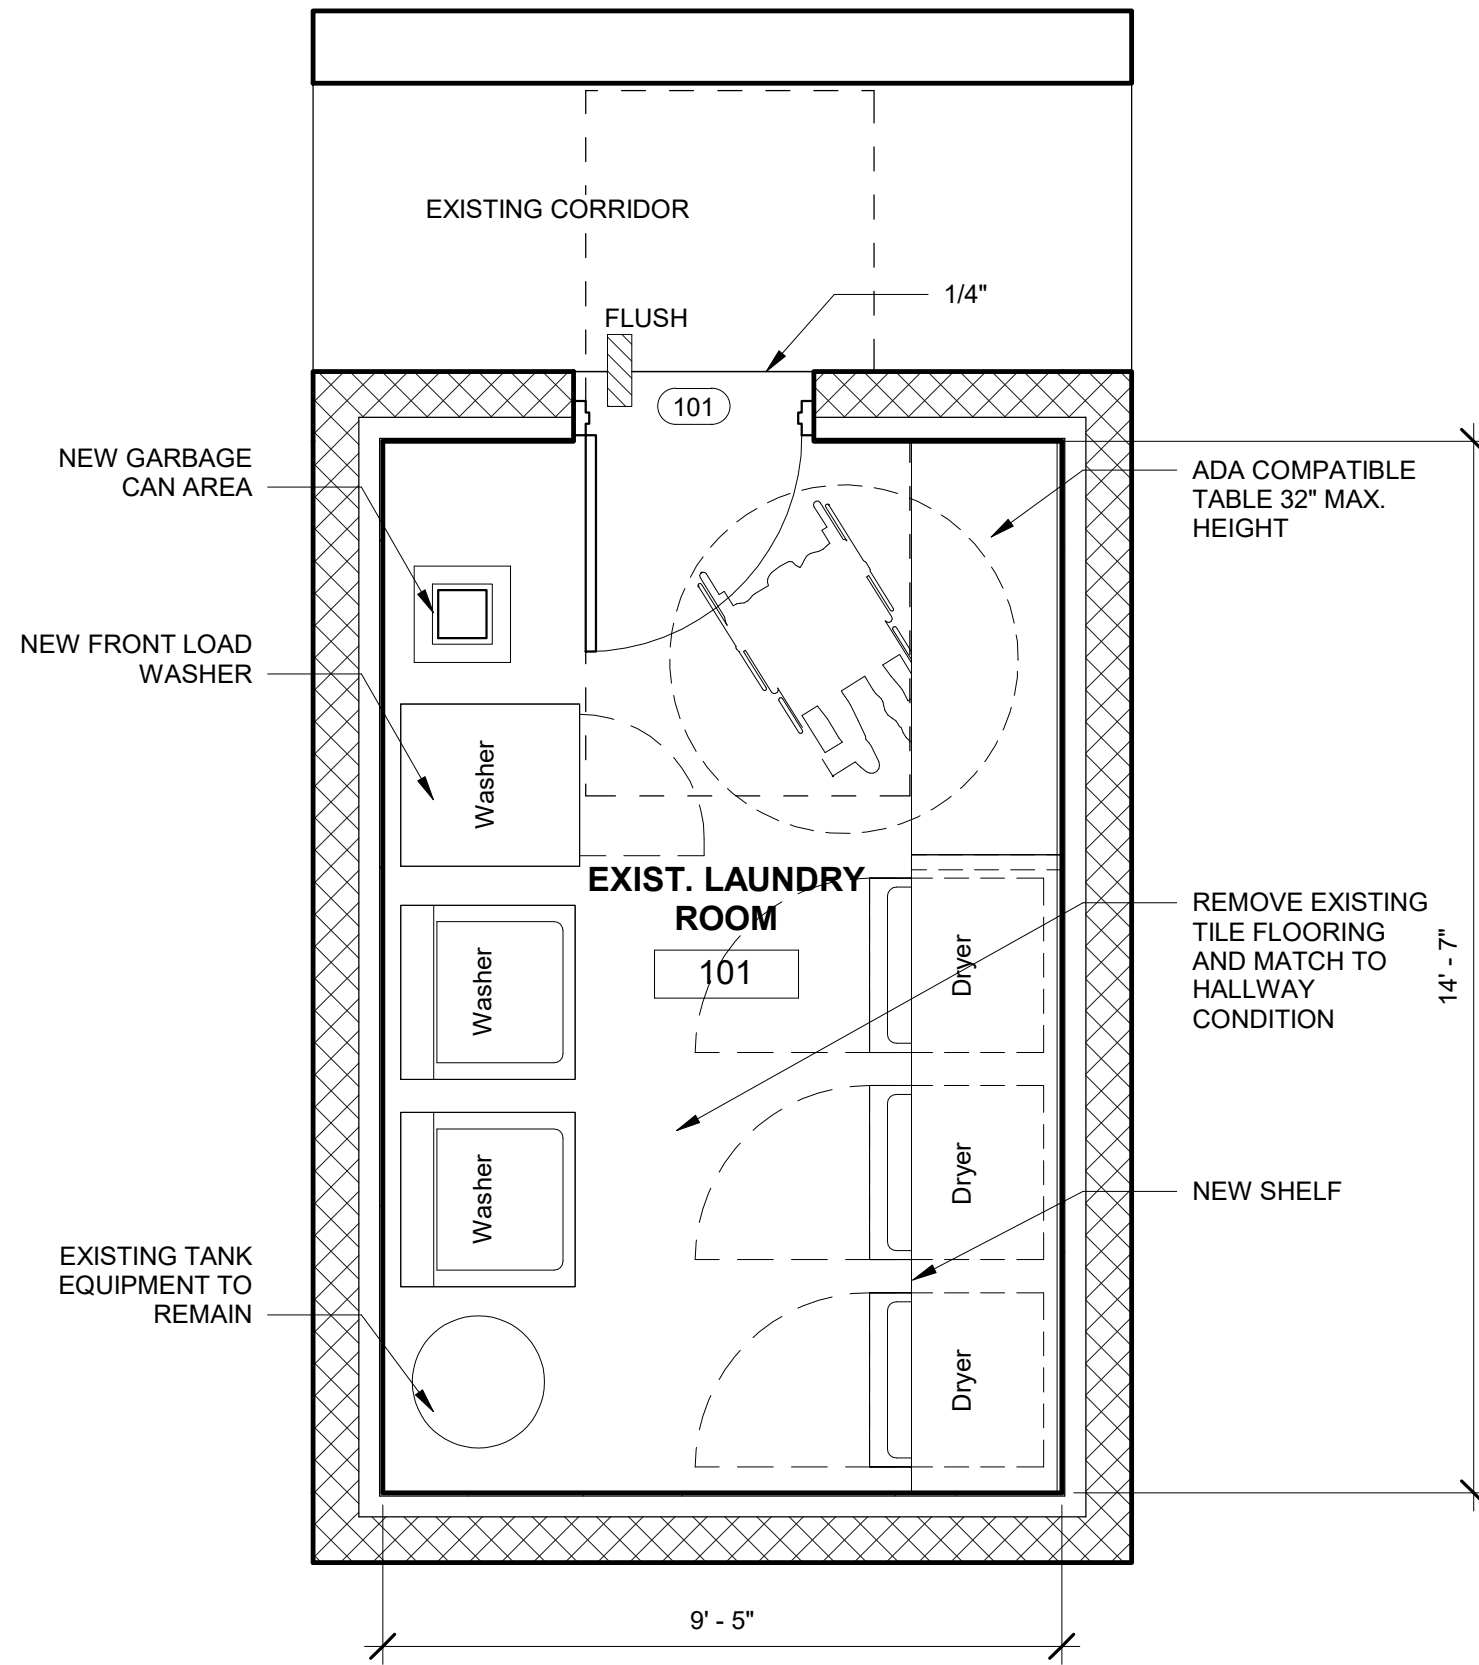 EXISTING CORRIDOR
1/4"
FLUSH
101
NEW GARBAGE
CAN AREA
ADA COMPATIBLE
TABLE 32" MAX.
HEIGHT
NEW FRONT LOAD
WASHER
Washer
EXIST. LAUNDRY
ROOM
101
Washer
Dryer
REMOVE EXISTING
TILE FLOORING
AND MATCH TO
HALLWAY
CONDITION
14' - 7"
Washer
Dryer
NEW SHELF
EXISTING TANK
EQUIPMENT TO
REMAIN
Dryer
9' - 5"